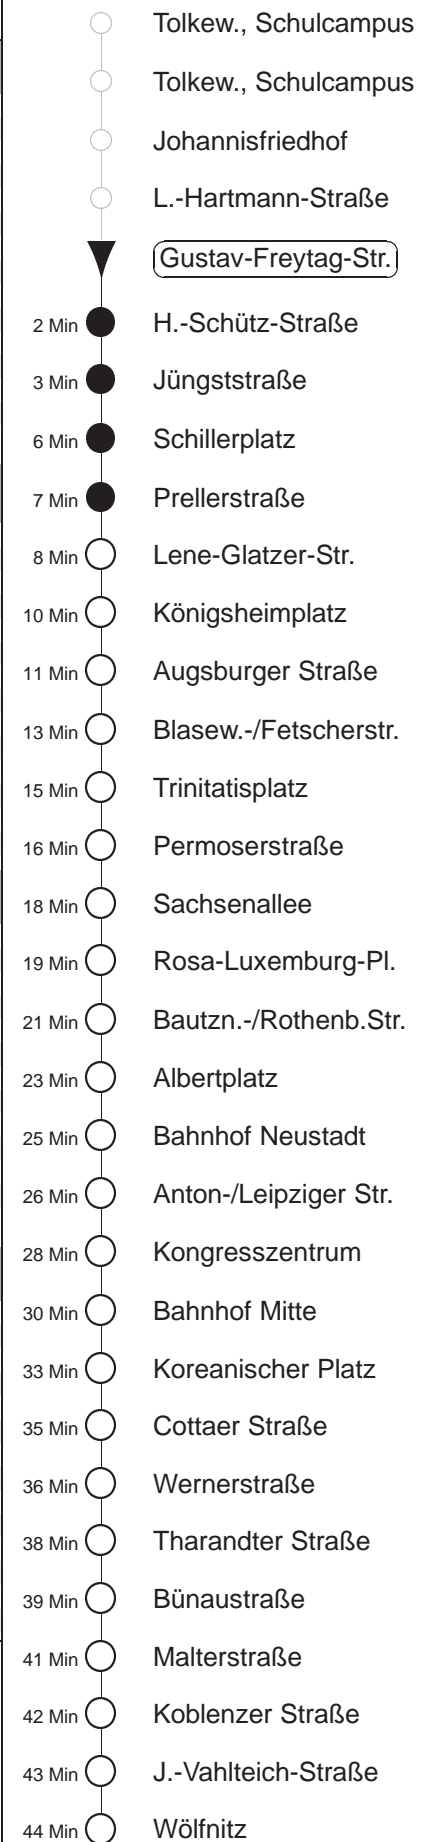 Tolkew., Schulcampus
Tolkew., Schulcampus
Johannisfriedhof
L.-Hartmann-Straße
Gustav-Freytag-Str.
2 Min H.-Schütz-Straße
3 Min Jüngststraße
6 Min Schillerplatz
7 Min Prellerstraße
8 Min Lene-Glatzer-Str.
10 Min Königsheimplatz
11 Min Augsburger Straße
13 Min Blasew.-/Fetscherstr.
15 Min Trinitatisplatz
16 Min Permoserstraße
18 Min Sachsenallee
19 Min Rosa-Luxemburg-Pl.
21 Min Bautzn.-/Rothenb.Str.
23 Min Albertplatz
25 Min Bahnhof Neustadt
26 Min Anton-/Leipziger Str.
28 Min Kongresszentrum
30 Min Bahnhof Mitte
33 Min Koreanischer Platz
35 Min Cottaer Straße
36 Min Wernerstraße
38 Min Tharandter Straße
39 Min Bünaustraße
41 Min Malterstraße
42 Min Koblenzer Straße
43 Min J.-Vahlteich-Straße
44 Min Wölfnitz